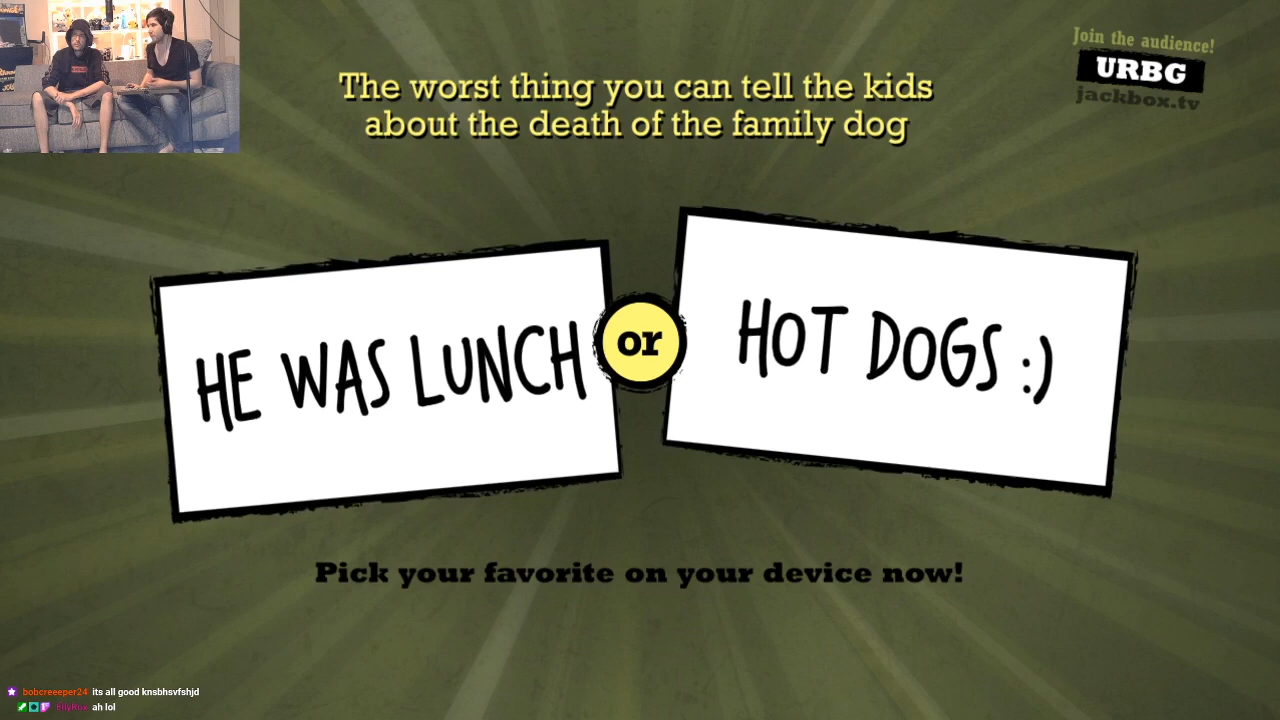 Join the audience!
URBG
jackbox.tv
The worst thing you can tell the kids
about the death of the family dog
HE WAS LUNCH
or
HOT DOGS :)
Pick your favorite on your device now!
bobcreeeper24 its all good knsbhsvfshjd
ah lol